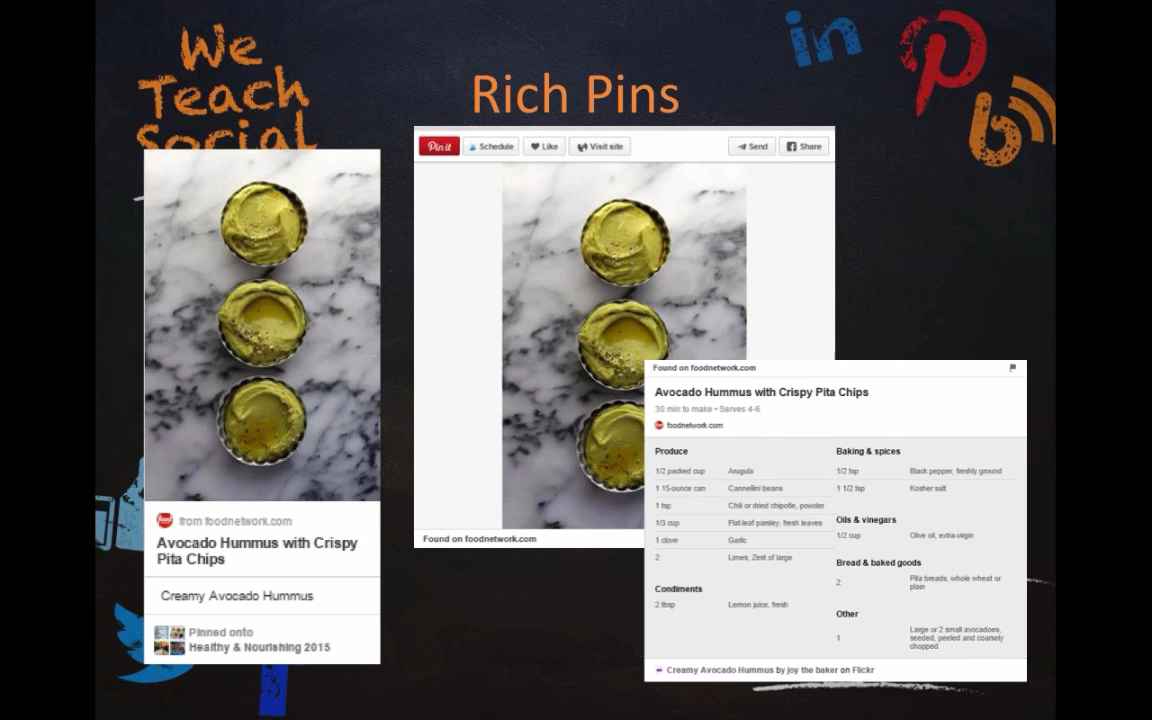 We
Teach
Social
Rich Pins
in
Pin it
Schedule
Like
Visit site
Send
Share
from foodnetwork.com
Avocado Hummus with Crispy
Pita Chips
Creamy Avocado Hummus
Pinned onto
Healthy & Nourishing 2015
Found on foodnetwork.com
Found on foodnetwork.com
Avocado Hummus with Crispy Pita Chips
30 min to make • Serves 4-6
foodnetwork.com
Produce
1/2 packed cup Arugula
1 15-ounce can Cannellini beans
1 tsp Chili or dried chipotle, powder
1/3 cup Flat-leaf parsley, fresh leaves
1 clove Garlic
2 Limes, Zest of large
Condiments
2 tbsp Lemon juice, fresh
Baking & spices
1/2 tsp Black pepper, freshly ground
1 1/2 tsp Kosher salt
Oils & vinegars
1/2 cup Olive oil, extra-virgin
Bread & baked goods
2 Pita breads, whole wheat or
plain
Other
1 Large or 2 small avocadoes,
seeded, peeled and coarsely
chopped
Creamy Avocado Hummus by joy the baker on Flickr